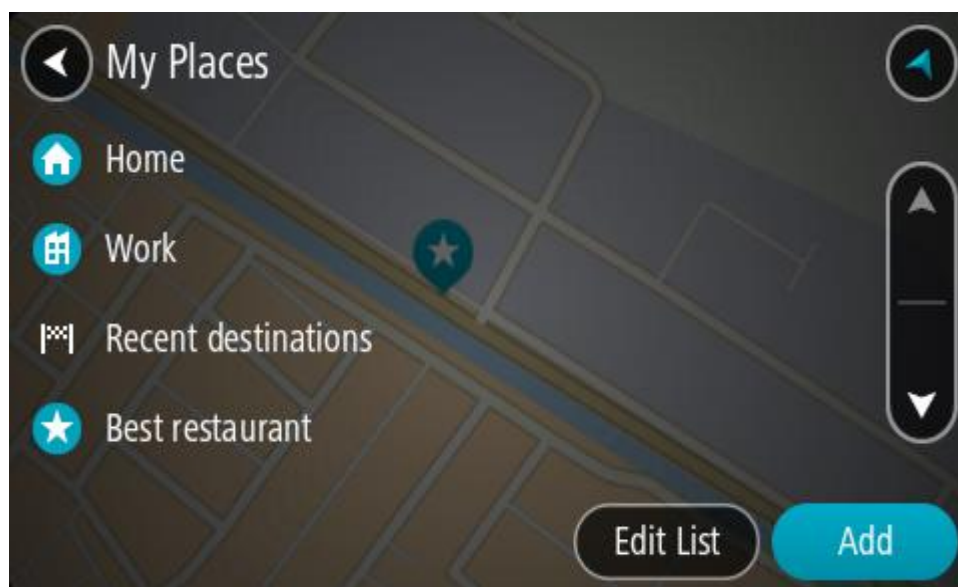 My Places
Home
Work
Recent destinations
Best restaurant
Edit List
Add